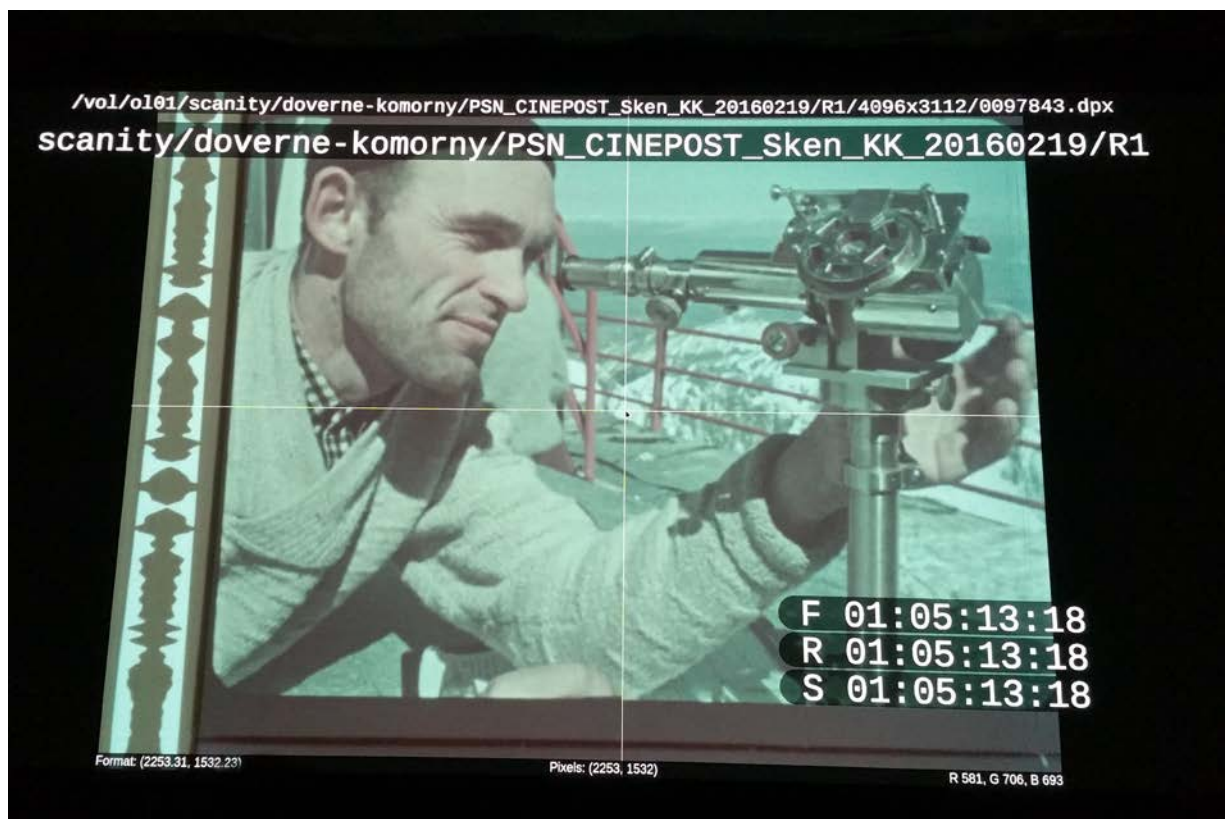 /vol/ol01/scanity/doverne-komorny/PSN_CINEPOST_Sken_KK_20160219/R1/4096x3112/0097843.dpx
scanity/doverne-komorny/PSN_CINEPOST_Sken_KK_20160219/R1
F 01:05:13:18
R 01:05:13:18
S 01:05:13:18
Format: (2253.31, 1532.23)
Pixels: (2253, 1532)
R 581, G 706, B 693